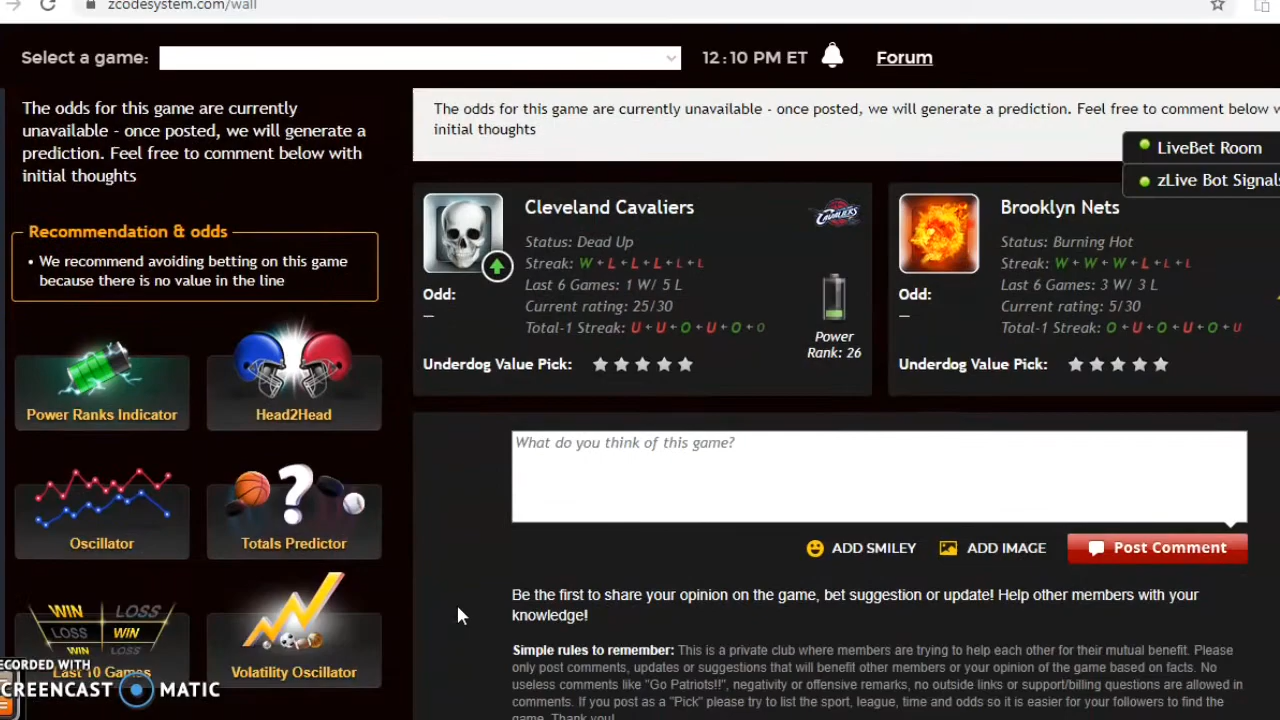 zcodesystem.com/wall
Select a game:
12:10 PM ET
Forum
The odds for this game are currently
unavailable - once posted, we will generate a
prediction. Feel free to comment below with
initial thoughts
Recommendation & odds
• We recommend avoiding betting on this game
because there is no value in the line
Power Ranks Indicator
Head2Head
Oscillator
Totals Predictor
WIN LOSS
LOSS WIN
WIN LOSS
Last 10 Games
Volatility Oscillator
RECORDED WITH
SCREENCAST MATIC
The odds for this game are currently unavailable - once posted, we will generate a prediction. Feel free to comment below
initial thoughts
LiveBet Room
zLive Bot Signals
Cleveland Cavaliers
CAVALIERS
Status: Dead Up
Streak: W ← L ← L ← L ← L ← L
Last 6 Games: 1 W/ 5 L
Current rating: 25/30
Total-1 Streak: U ← U ← O ← U ← O ← O
Odd:
—
Power
Rank: 26
Underdog Value Pick:
Brooklyn Nets
Status: Burning Hot
Streak: W ← W ← W ← L ← L ← L
Last 6 Games: 3 W/ 3 L
Current rating: 5/30
Total-1 Streak: O ← U ← O ← U ← O ← U
Odd:
—
Underdog Value Pick:
What do you think of this game?
ADD SMILEY
ADD IMAGE
Post Comment
Be the first to share your opinion on the game, bet suggestion or update! Help other members with your
knowledge!
Simple rules to remember: This is a private club where members are trying to help each other for their mutual benefit. Please
only post comments, updates or suggestions that will benefit other members or your opinion of the game based on facts. No
useless comments like "Go Patriots!!", negativity or offensive remarks, no outside links or support/billing questions are allowed in
comments. If you post as a "Pick" please try to list the sport, league, time and odds so it is easier for your followers to find the
game. Thank you!